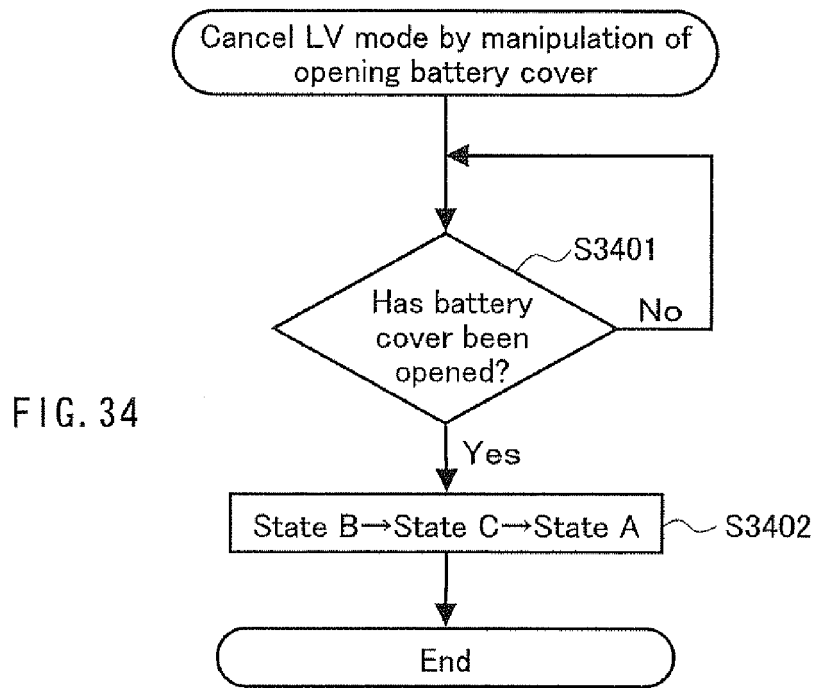 Cancel LV mode by manipulation of
opening battery cover
S3401
Has battery
cover been
opened?
No
FIG. 34
Yes
State B→State C→State A
S3402
End